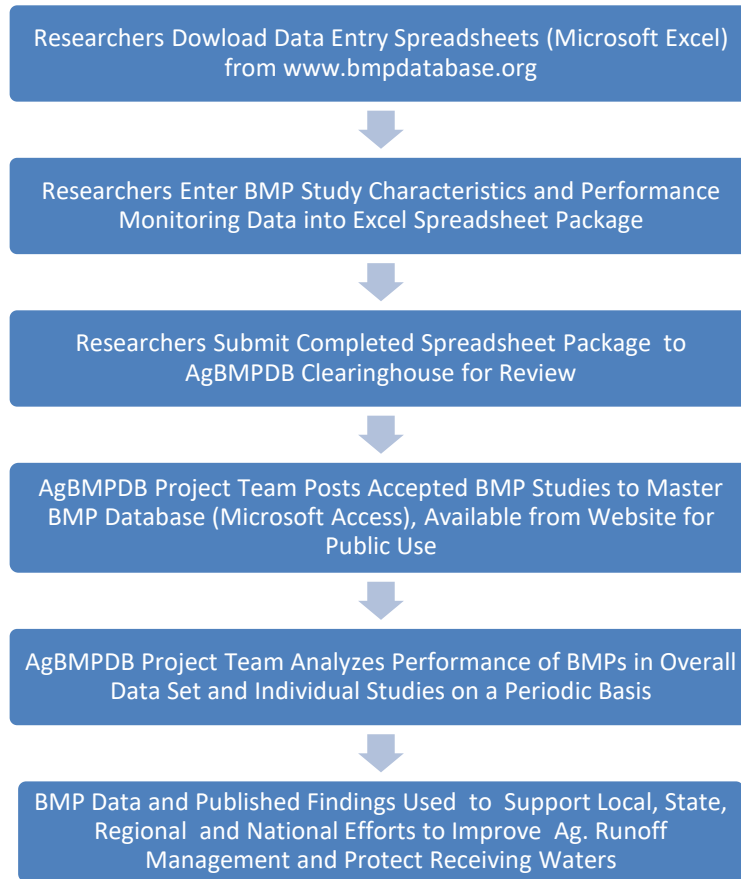 Researchers Dowload Data Entry Spreadsheets (Microsoft Excel)
from www.bmpdatabase.org
Researchers Enter BMP Study Characteristics and Performance
Monitoring Data into Excel Spreadsheet Package
Researchers Submit Completed Spreadsheet Package to
AgBMPDB Clearinghouse for Review
AgBMPDB Project Team Posts Accepted BMP Studies to Master
BMP Database (Microsoft Access), Available from Website for
Public Use
AgBMPDB Project Team Analyzes Performance of BMPs in Overall
Data Set and Individual Studies on a Periodic Basis
BMP Data and Published Findings Used to Support Local, State,
Regional and National Efforts to Improve Ag. Runoff
Management and Protect Receiving Waters